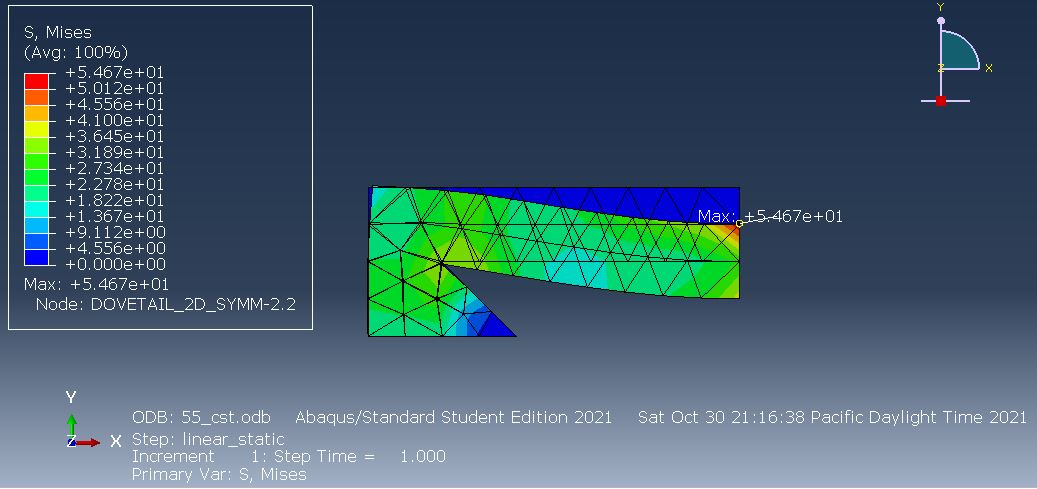 S, Mises
(Avg: 100%)
+5.467e+01
+5.012e+01
+4.556e+01
+4.100e+01
+3.645e+01
+3.189e+01
+2.734e+01
+2.278e+01
+1.822e+01
+1.367e+01
+9.112e+00
+4.556e+00
+0.000e+00
Max: +5.467e+01
Node: DOVETAIL_2D_SYMM-2.2
Y
Z
X
Max: +5.467e+01
Y
Z
X
ODB: 55_cst.odb Abaqus/Standard Student Edition 2021 Sat Oct 30 21:16:38 Pacific Daylight Time 2021
Step: linear_static
Increment 1: Step Time = 1.000
Primary Var: S, Mises